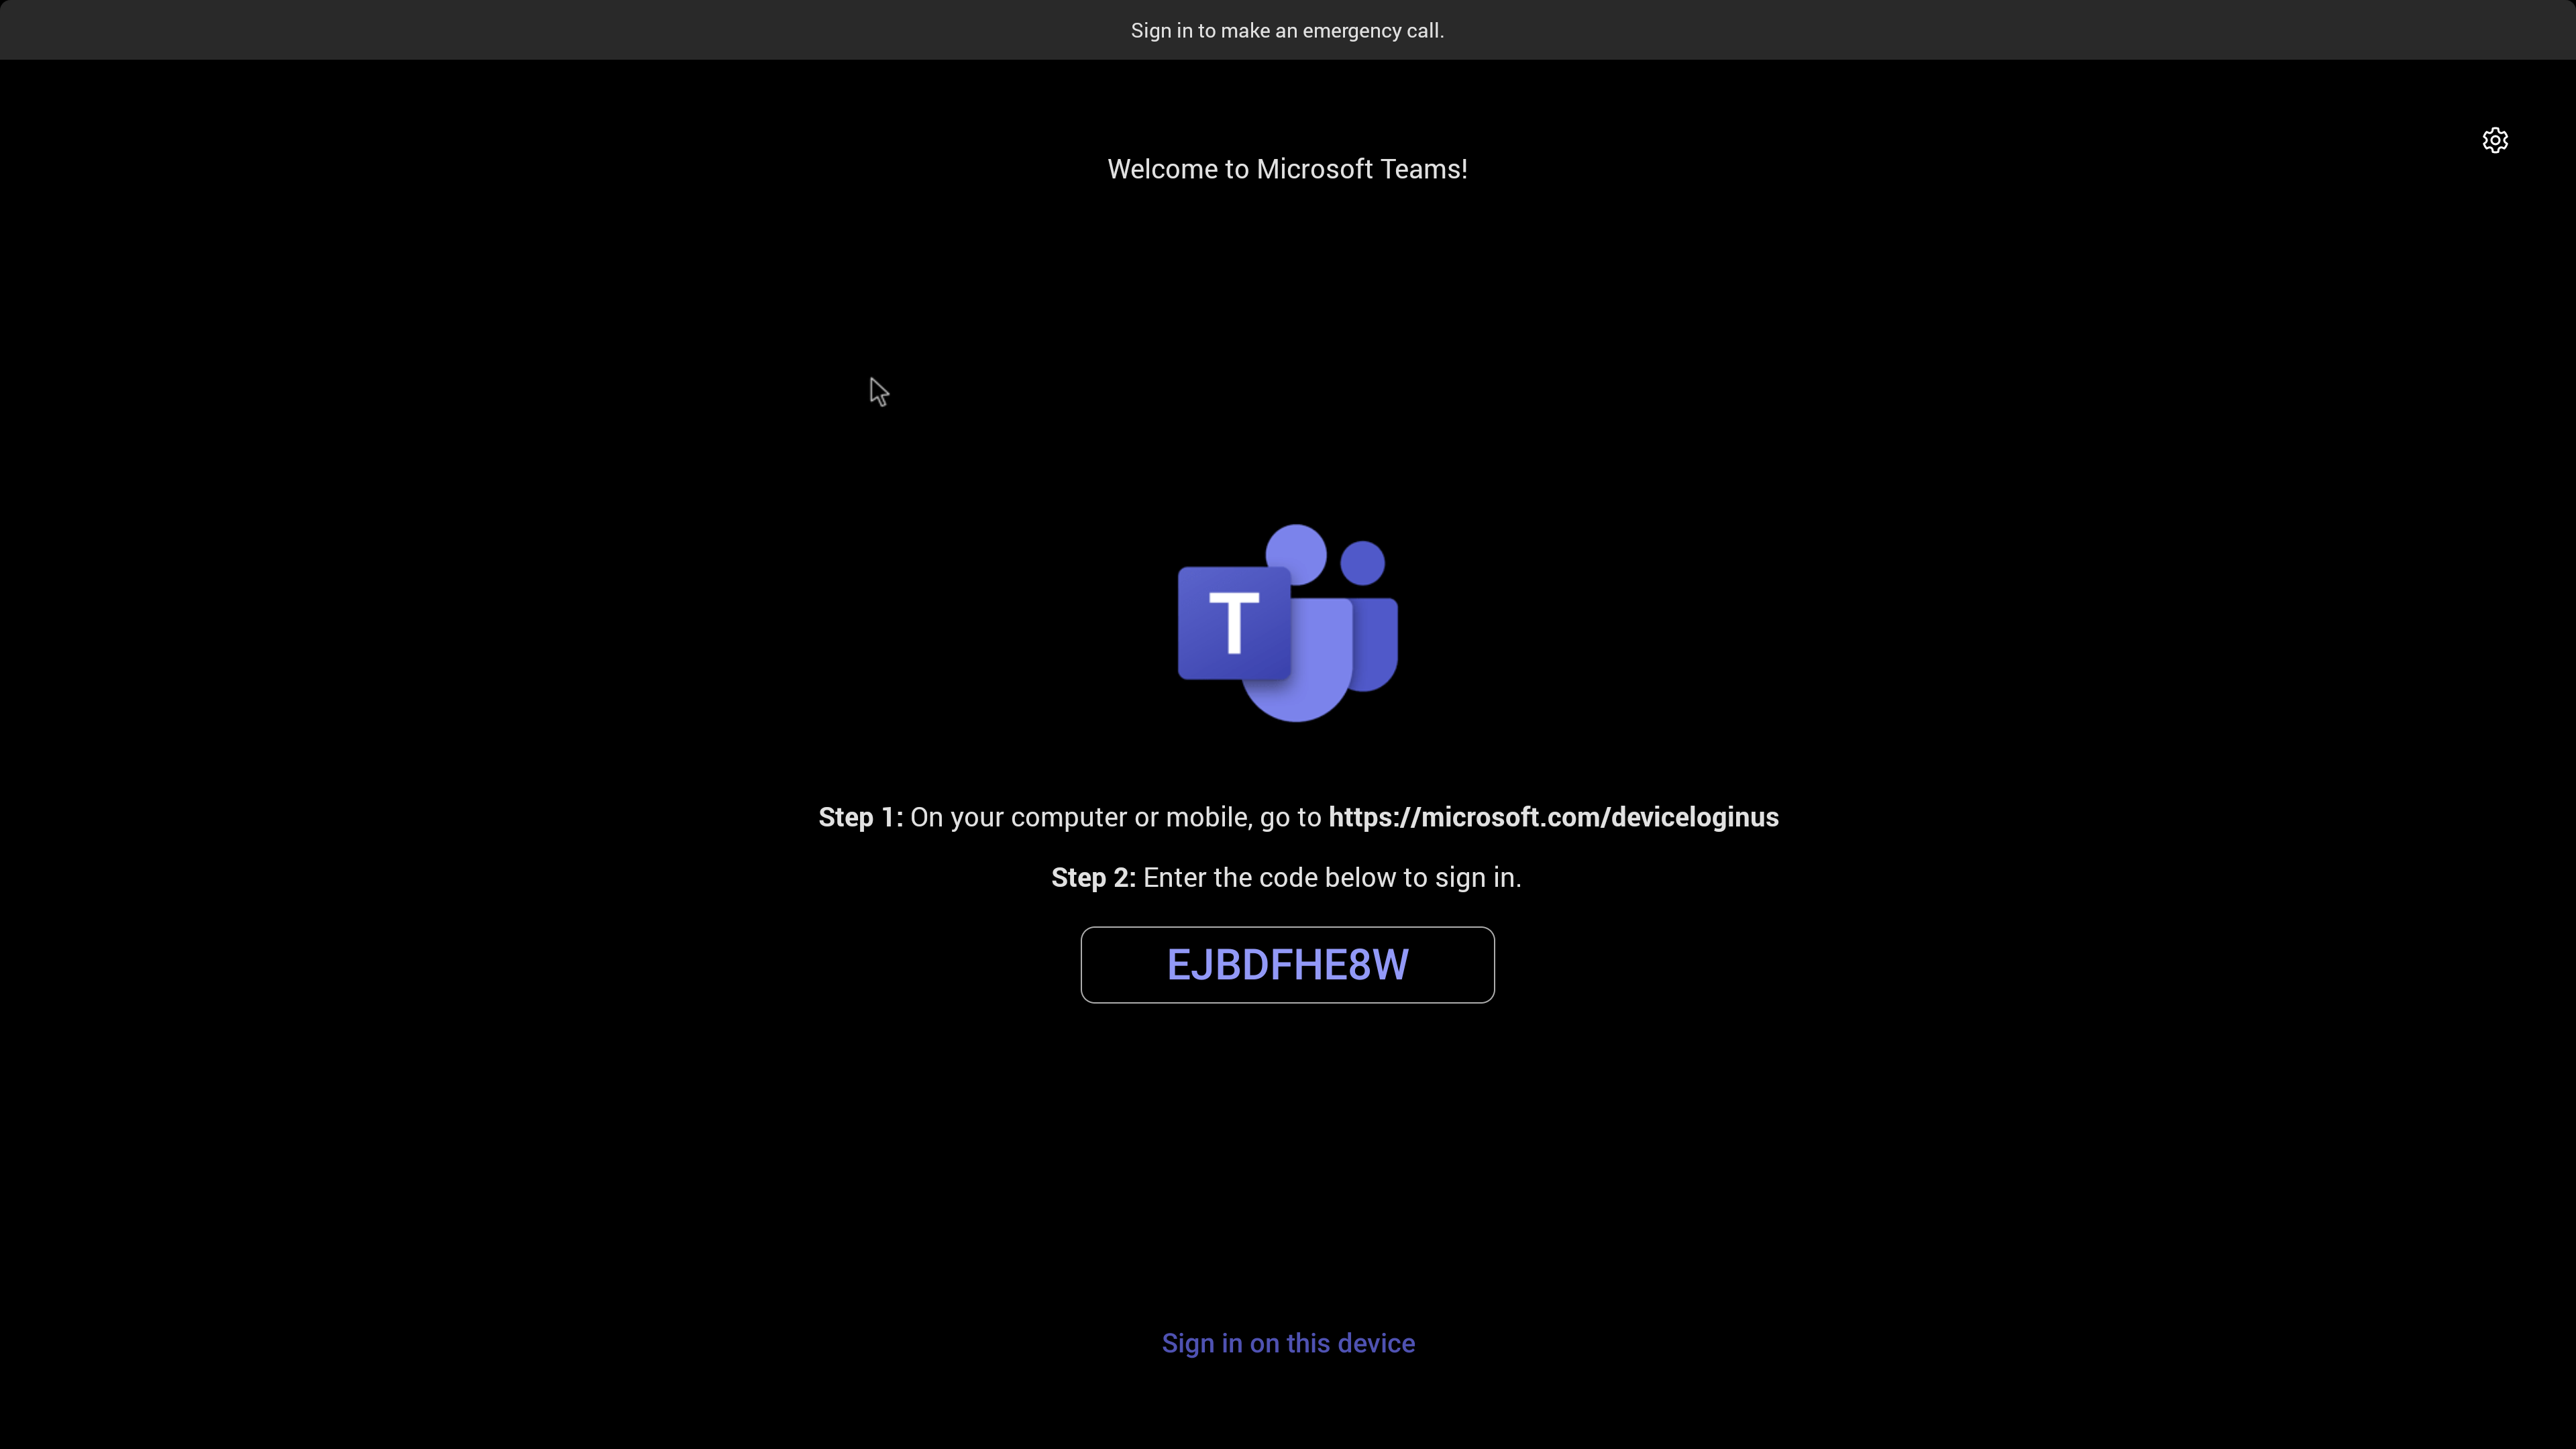 Sign in to make an emergency call.
Welcome to Microsoft Teams!
T
Step 1: On your computer or mobile, go to https://microsoft.com/deviceloginus
Step 2: Enter the code below to sign in.
EJBDFHE8W
Sign in on this device